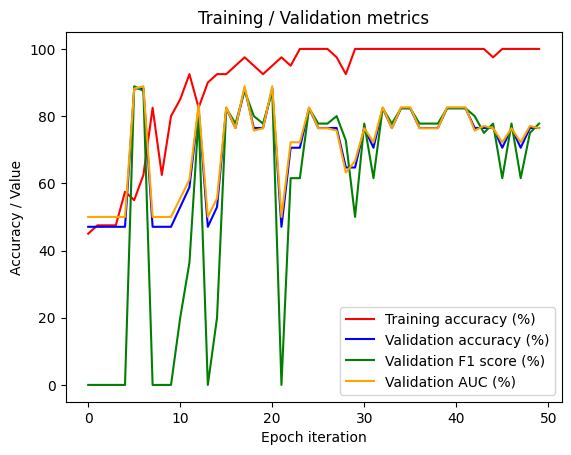 Training / Validation metrics
Accuracy / Value
100
80
60
40
20
0
Training accuracy (%)
Validation accuracy (%)
Validation F1 score (%)
Validation AUC (%)
0 10 20 30 40 50
Epoch iteration